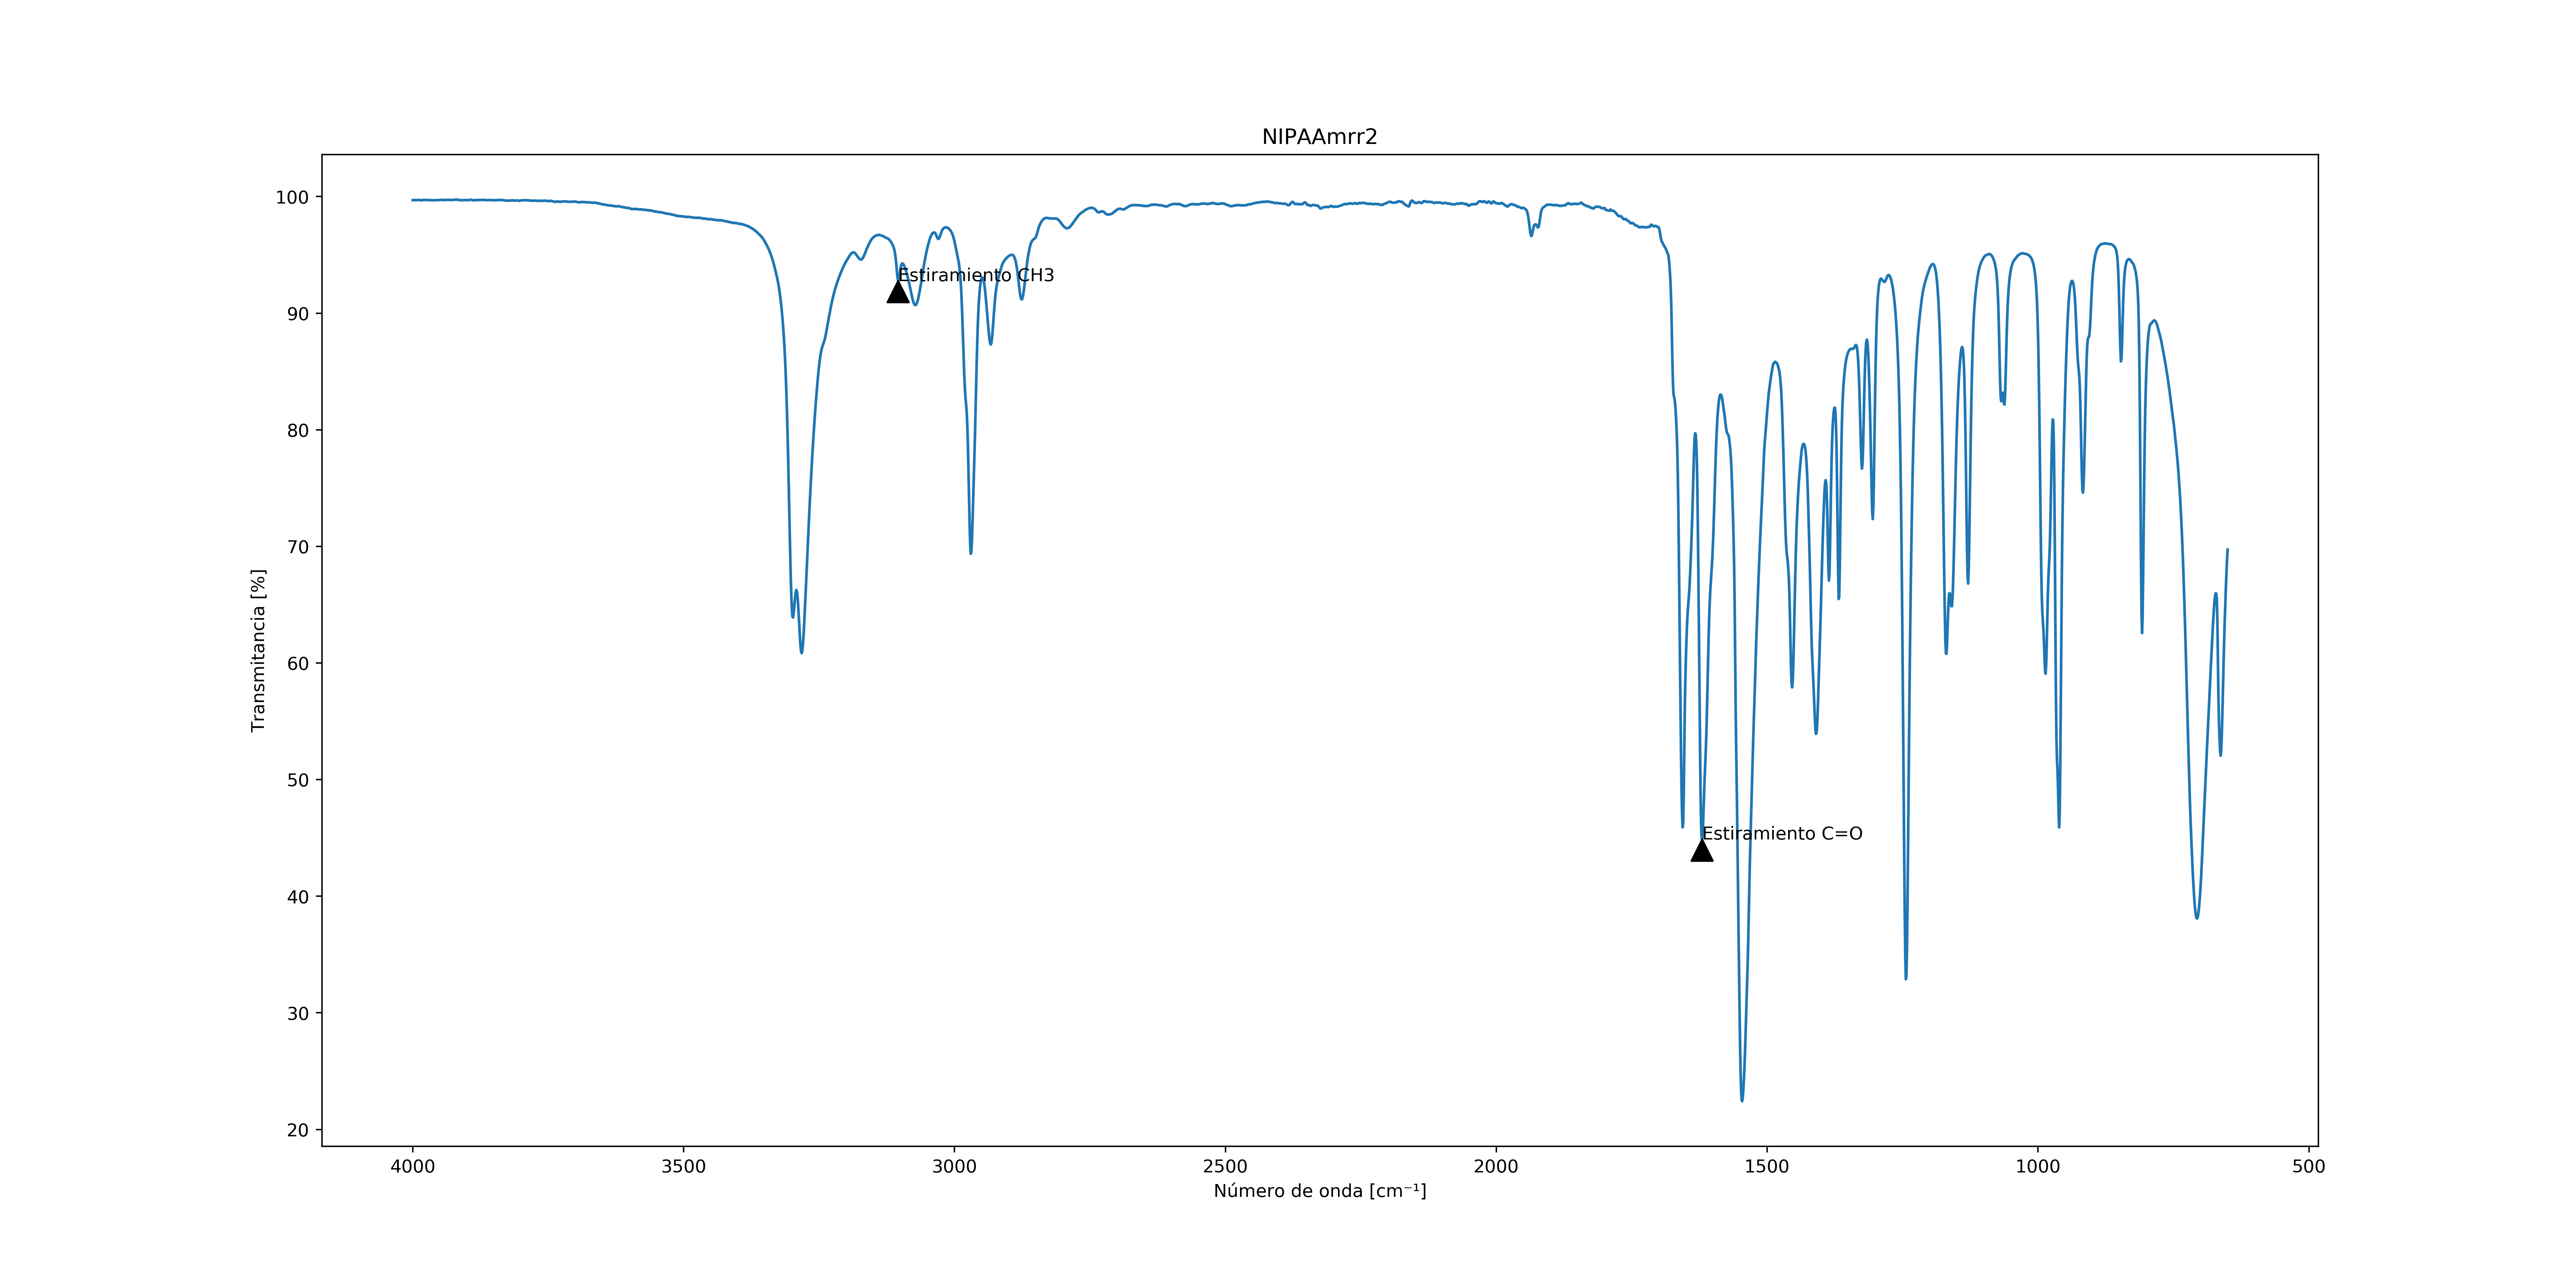 NIPAAmrr2
100
90
80
70
60
50
40
30
20
Transmitancia [%]
Estiramiento CH3
Estiramiento C=O
4000 3500 3000 2500 2000 1500 1000 500
Número de onda [cm⁻¹]